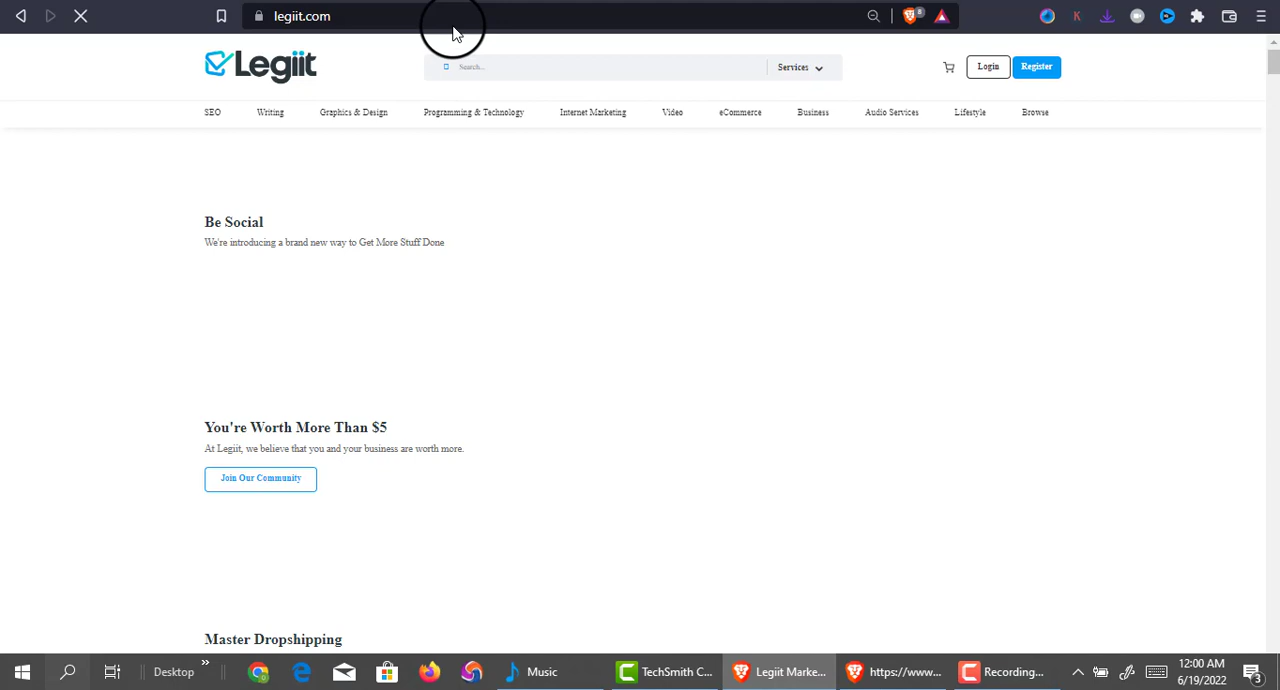 legiit.com
8
K
Legiit
Search...
Services
Login
Register
SEO
Writing
Graphics & Design
Programming & Technology
Internet Marketing
Video
eCommerce
Business
Audio Services
Lifestyle
Browse
Be Social
We're introducing a brand new way to Get More Stuff Done
You're Worth More Than $5
At Legiit, we believe that you and your business are worth more.
Join Our Community
Master Dropshipping
Desktop
Music
TechSmith C...
Legiit Marke...
https://www...
Recording...
12:00 AM
6/19/2022
3